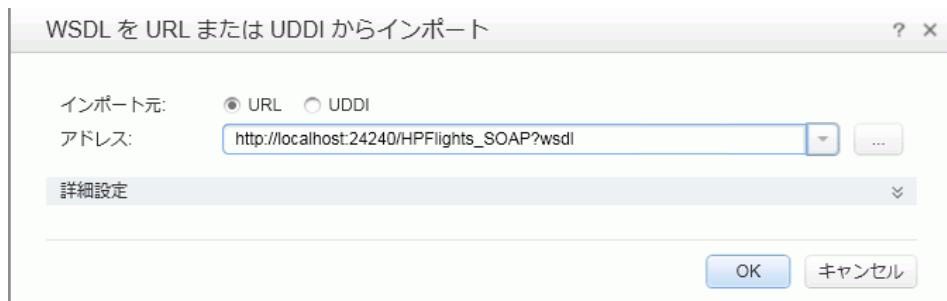 WSDL を URL または UDDI からインポート ? ×
インポート元: URL UDDI
アドレス: http://localhost:24240/HPFlights_SOAP?wsdl ...
詳細設定
OK キャンセル